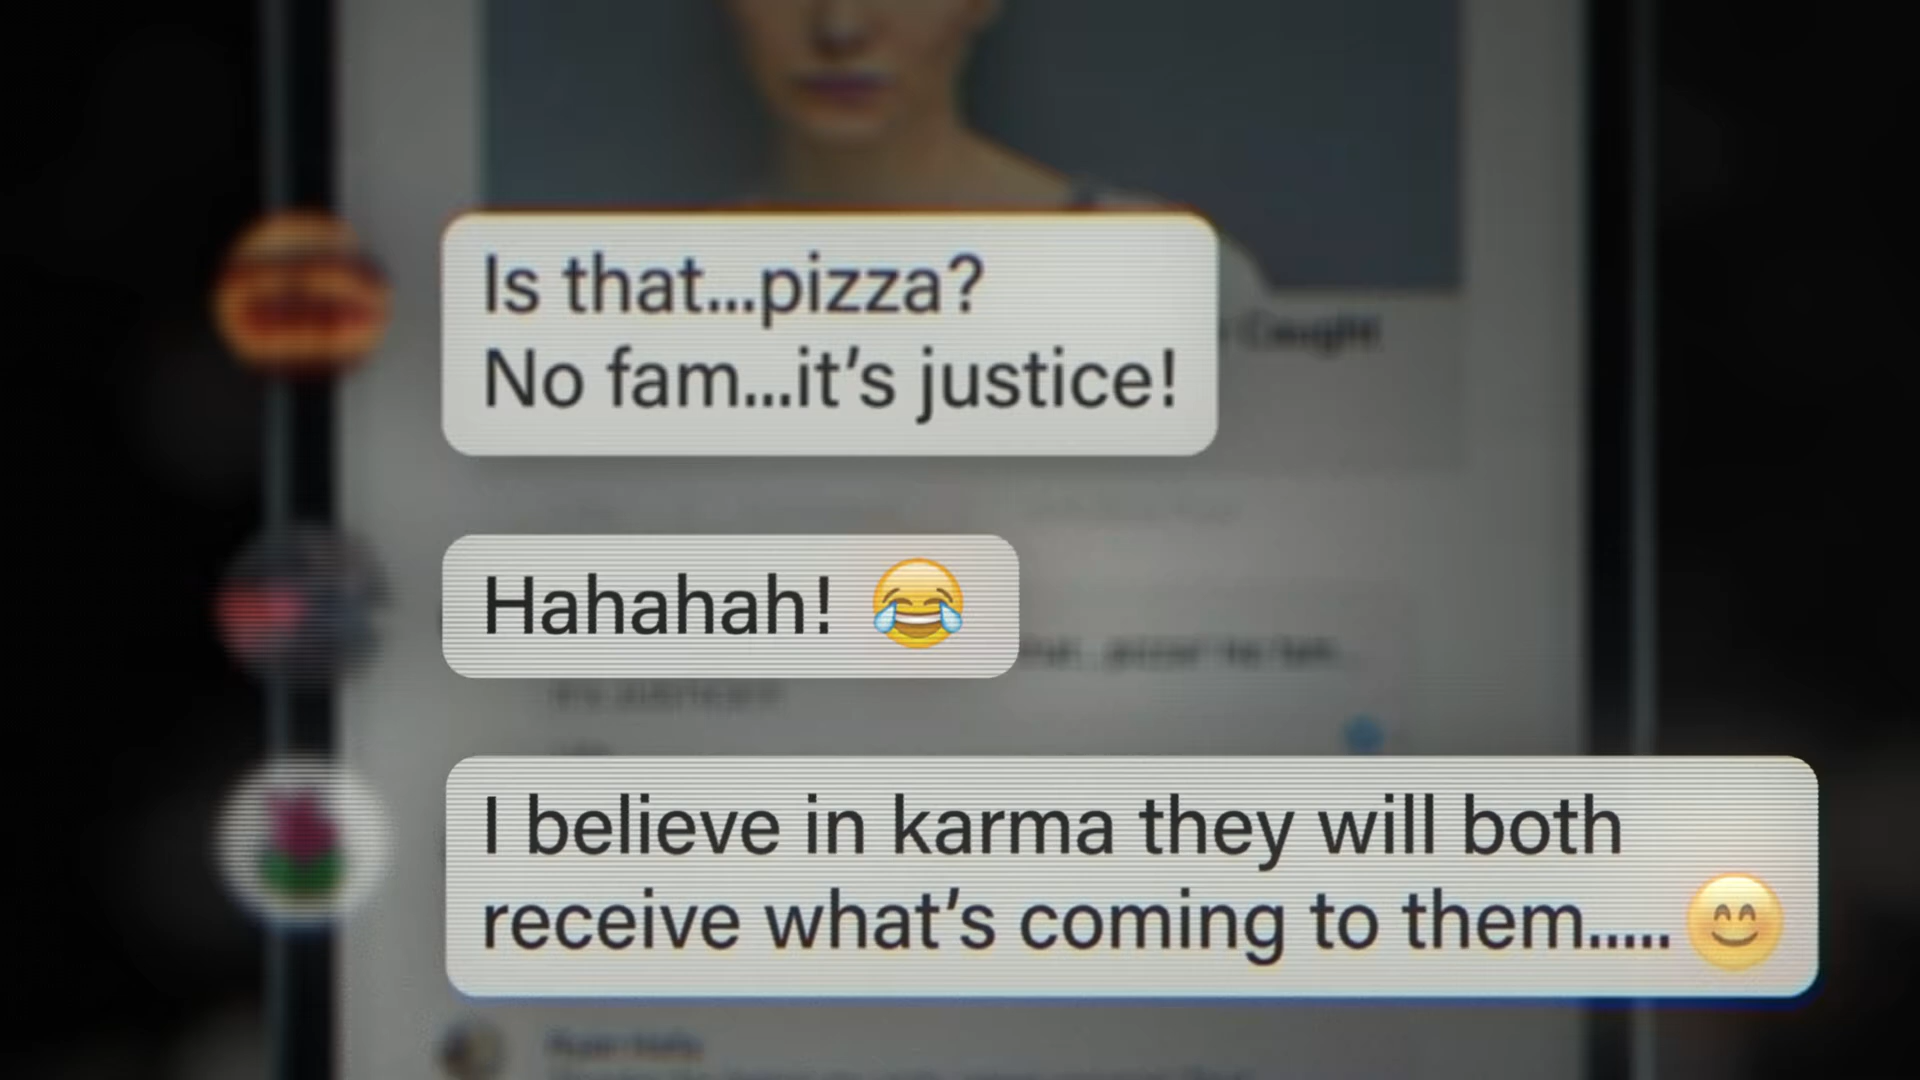 Caught
Is that...pizza?
No fam...it's justice!
Hahahah! 😂
I believe in karma they will both
receive what's coming to them..... 😊